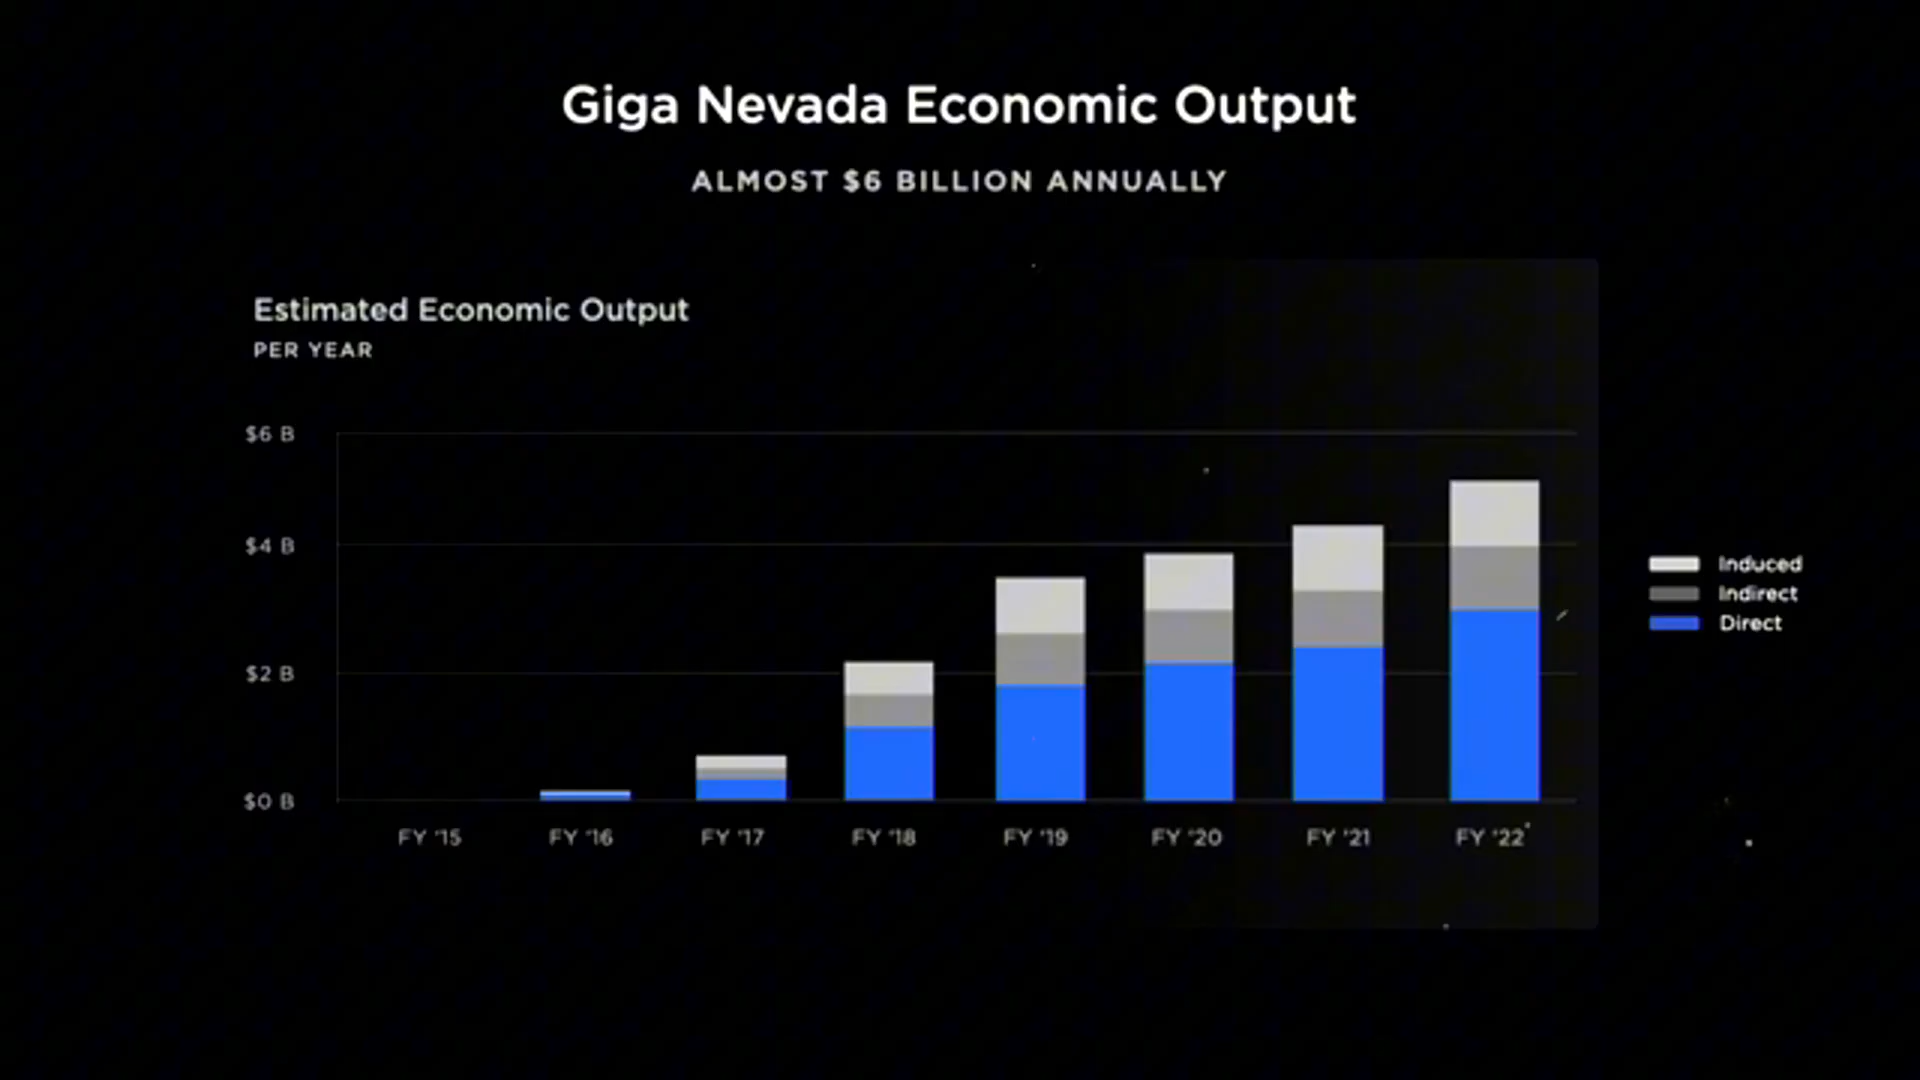 Giga Nevada Economic Output
ALMOST $6 BILLION ANNUALLY
Estimated Economic Output
PER YEAR
$6 B
$4 B
$2 B
$0 B
FY '15
FY '16
FY '17
FY '18
FY '19
FY '20
FY '21
FY '22
Induced
Indirect
Direct